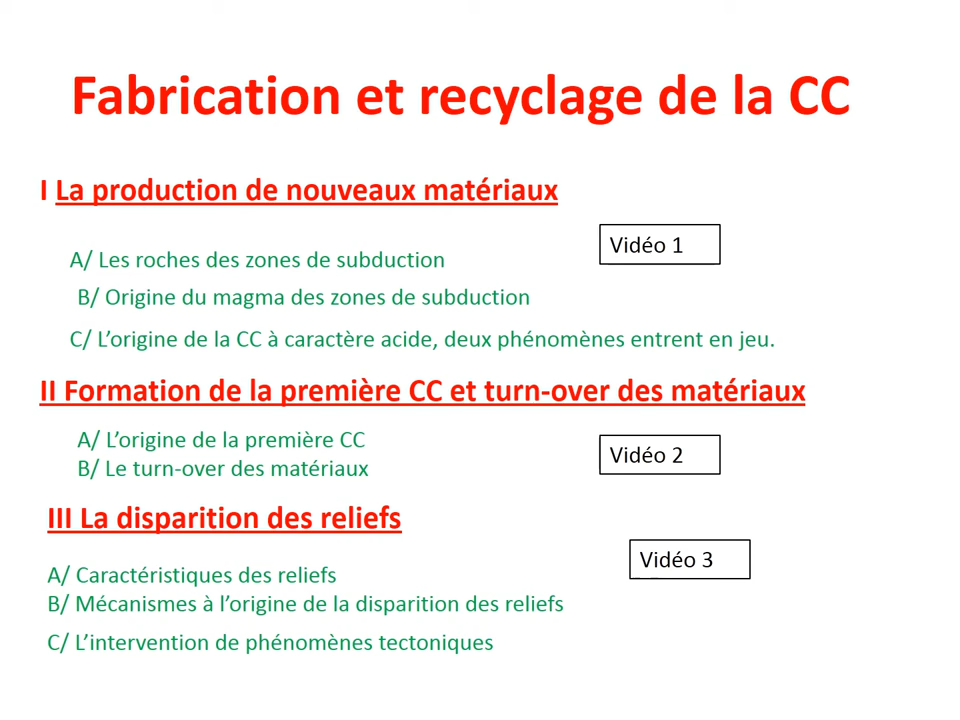 Fabrication et recyclage de la CC
I La production de nouveaux matériaux
Vidéo 1
A/ Les roches des zones de subduction
B/ Origine du magma des zones de subduction
C/ L’origine de la CC à caractère acide, deux phénomènes entrent en jeu.
II Formation de la première CC et turn-over des matériaux
A/ L’origine de la première CC
Vidéo 2
B/ Le turn-over des matériaux
III La disparition des reliefs
Vidéo 3
A/ Caractéristiques des reliefs
B/ Mécanismes à l’origine de la disparition des reliefs
C/ L’intervention de phénomènes tectoniques